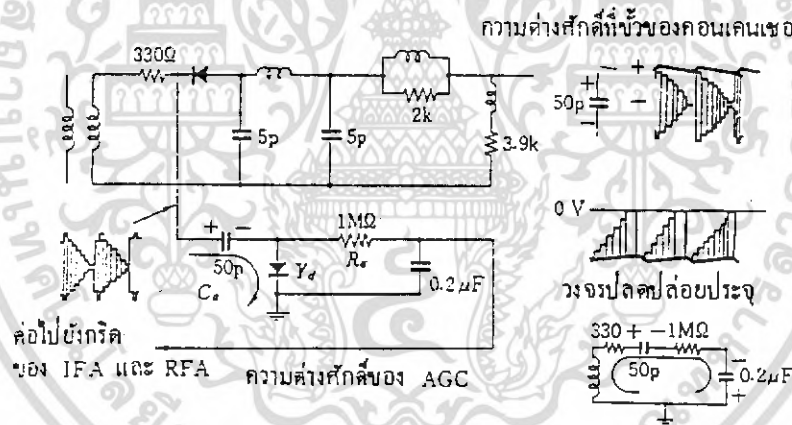 ความต่างศักดิ์ที่ขั้วของคอนเดนเซอ
330Ω
5p
5p
2k
3.9k
+
50p
−
− +
−
0 V
วงจรปลดปล่อยประจุ
+ −
50p
Cₐ
Yd
1MΩ
0.2μF
ต่อไปยังกริด
ของ IFA และ RFA
ความต่างศักดิ์ของ AGC
330 + − 1MΩ
50p
−
0.2μF
+